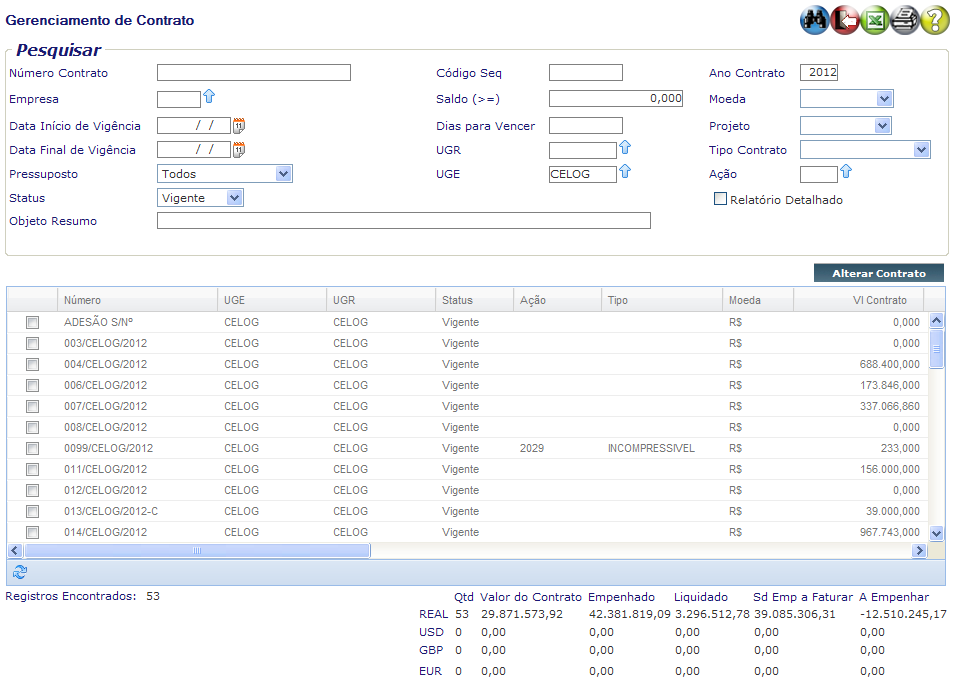 Gerenciamento de Contrato
Pesquisar
Número Contrato Código Seq Ano Contrato 2012
Empresa Saldo (>=) 0,000 Moeda
Data Início de Vigência / / Dias para Vencer Projeto
Data Final de Vigência / / UGR Tipo Contrato
Pressuposto Todos UGE CELOG Ação
Status Vigente Relatório Detalhado
Objeto Resumo
Alterar Contrato
Número UGE UGR Status Ação Tipo Moeda Vl Contrato
ADESÃO S/Nº CELOG CELOG Vigente R$ 0,000
003/CELOG/2012 CELOG CELOG Vigente R$ 0,000
004/CELOG/2012 CELOG CELOG Vigente R$ 688.400,000
006/CELOG/2012 CELOG CELOG Vigente R$ 173.846,000
007/CELOG/2012 CELOG CELOG Vigente R$ 337.066,860
008/CELOG/2012 CELOG CELOG Vigente R$ 0,000
0099/CELOG/2012 CELOG CELOG Vigente 2029 INCOMPRESSIVEL R$ 233,000
011/CELOG/2012 CELOG CELOG Vigente R$ 156.000,000
012/CELOG/2012 CELOG CELOG Vigente R$ 0,000
013/CELOG/2012-C CELOG CELOG Vigente R$ 39.000,000
014/CELOG/2012 CELOG CELOG Vigente R$ 967.743,000
Registros Encontrados: 53
Qtd Valor do Contrato Empenhado Liquidado Sd Emp a Faturar A Empenhar
REAL 53 29.871.573,92 42.381.819,09 3.296.512,78 39.085.306,31 -12.510.245,17
USD 0 0,00 0,00 0,00 0,00 0,00
GBP 0 0,00 0,00 0,00 0,00 0,00
EUR 0 0,00 0,00 0,00 0,00 0,00